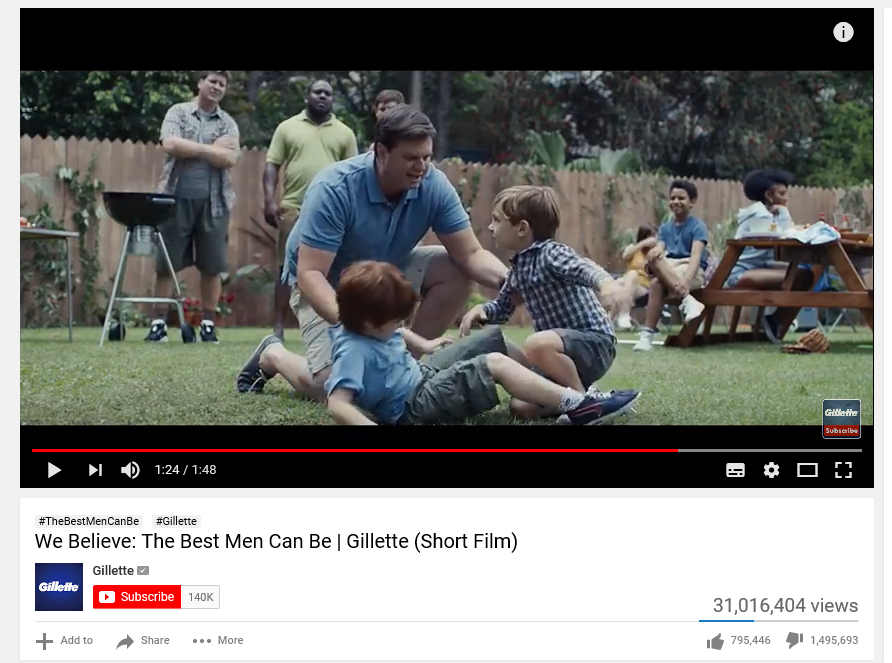 i
Gillette
Subscribe
1:24 / 1:48
#TheBestMenCanBe #Gillette
We Believe: The Best Men Can Be | Gillette (Short Film)
Gillette
Gillette
Subscribe 140K
31,016,404 views
Add to Share More
795,446 1,495,693